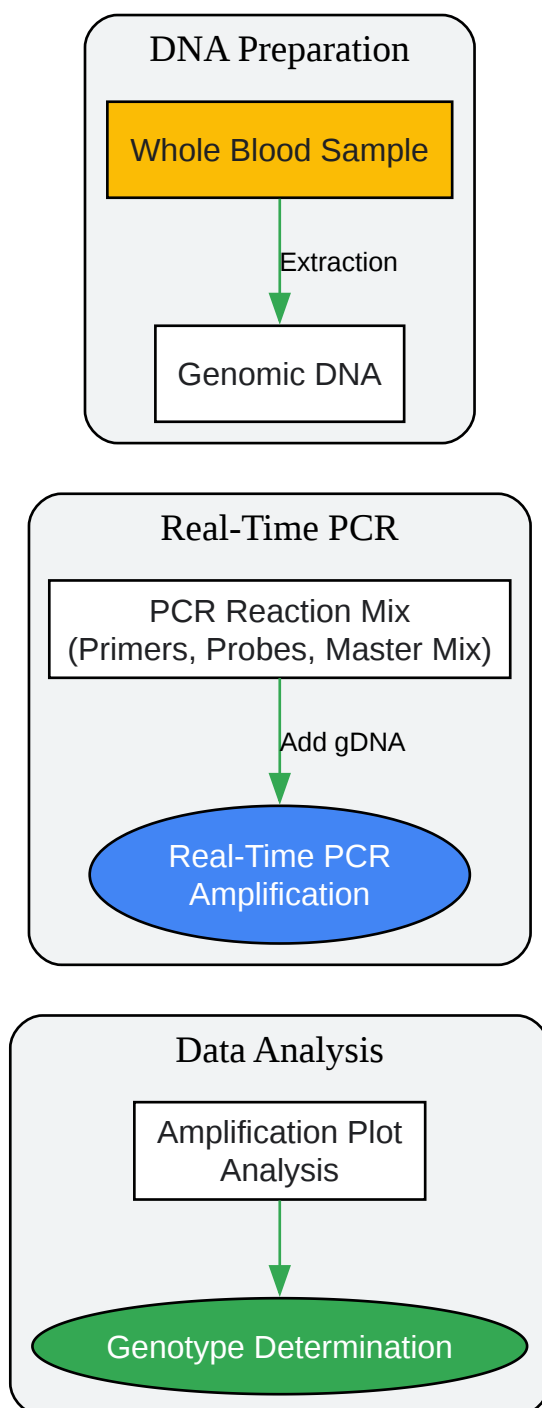 DNA Preparation
Whole Blood Sample
Extraction
Genomic DNA
Real-Time PCR
PCR Reaction Mix
(Primers, Probes, Master Mix)
Add gDNA
Real-Time PCR
Amplification
Data Analysis
Amplification Plot
Analysis
Genotype Determination